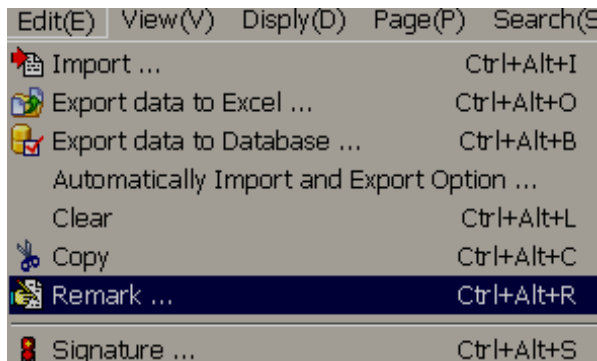 Edit(E) View(V) Disply(D) Page(P) Search(S
Import ... Ctrl+Alt+I
Export data to Excel ... Ctrl+Alt+O
Export data to Database ... Ctrl+Alt+B
Automatically Import and Export Option ...
Clear Ctrl+Alt+L
Copy Ctrl+Alt+C
Remark ... Ctrl+Alt+R
Signature ... Ctrl+Alt+S